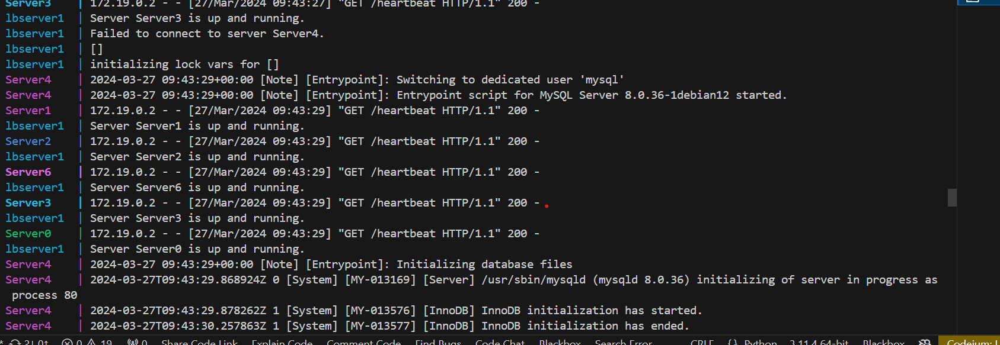 Server3 | 172.19.0.2 - - [27/Mar/2024 09:43:27] "GET /heartbeat HTTP/1.1" 200 -
lbserver1 | Server Server3 is up and running.
lbserver1 | Failed to connect to server Server4.
lbserver1 | []
lbserver1 | initializing lock vars for []
Server4 | 2024-03-27 09:43:29+00:00 [Note] [Entrypoint]: Switching to dedicated user 'mysql'
Server4 | 2024-03-27 09:43:29+00:00 [Note] [Entrypoint]: Entrypoint script for MySQL Server 8.0.36-1debian12 started.
Server1 | 172.19.0.2 - - [27/Mar/2024 09:43:29] "GET /heartbeat HTTP/1.1" 200 -
lbserver1 | Server Server1 is up and running.
Server2 | 172.19.0.2 - - [27/Mar/2024 09:43:29] "GET /heartbeat HTTP/1.1" 200 -
lbserver1 | Server Server2 is up and running.
Server6 | 172.19.0.2 - - [27/Mar/2024 09:43:29] "GET /heartbeat HTTP/1.1" 200 -
lbserver1 | Server Server6 is up and running.
Server3 | 172.19.0.2 - - [27/Mar/2024 09:43:29] "GET /heartbeat HTTP/1.1" 200 -
lbserver1 | Server Server3 is up and running.
Server0 | 172.19.0.2 - - [27/Mar/2024 09:43:29] "GET /heartbeat HTTP/1.1" 200 -
lbserver1 | Server Server0 is up and running.
Server4 | 2024-03-27 09:43:29+00:00 [Note] [Entrypoint]: Initializing database files
Server4 | 2024-03-27T09:43:29.868924Z 0 [System] [MY-013169] [Server] /usr/sbin/mysqld (mysqld 8.0.36) initializing of server in progress as
process 80
Server4 | 2024-03-27T09:43:29.878262Z 1 [System] [MY-013576] [InnoDB] InnoDB initialization has started.
Server4 | 2024-03-27T09:43:30.257863Z 1 [System] [MY-013577] [InnoDB] InnoDB initialization has ended.
2↓ 0↑ 0 19 0 Share Code Link Explain Code Comment Code Find Bugs Code Chat Blackbox Search Error CRLF {} Python 3.11.4 64-bit Blackbox Codeium: